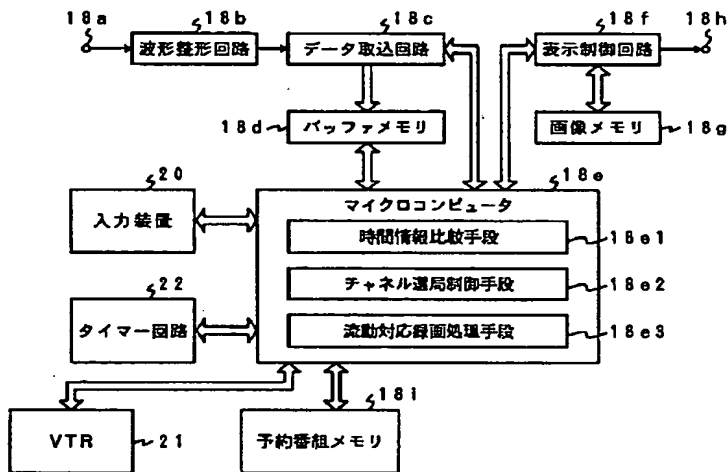 18a
18b
18c
18f
18h
波形整形回路
データ取込回路
表示制御回路
18d
バッファメモリ
画像メモリ
18g
20
18e
入力装置
マイクロコンピュータ
時間情報比較手段
18e1
22
チャネル選局制御手段
18e2
タイマー回路
流動対応録画処理手段
18e3
18i
VTR
21
予約番組メモリ